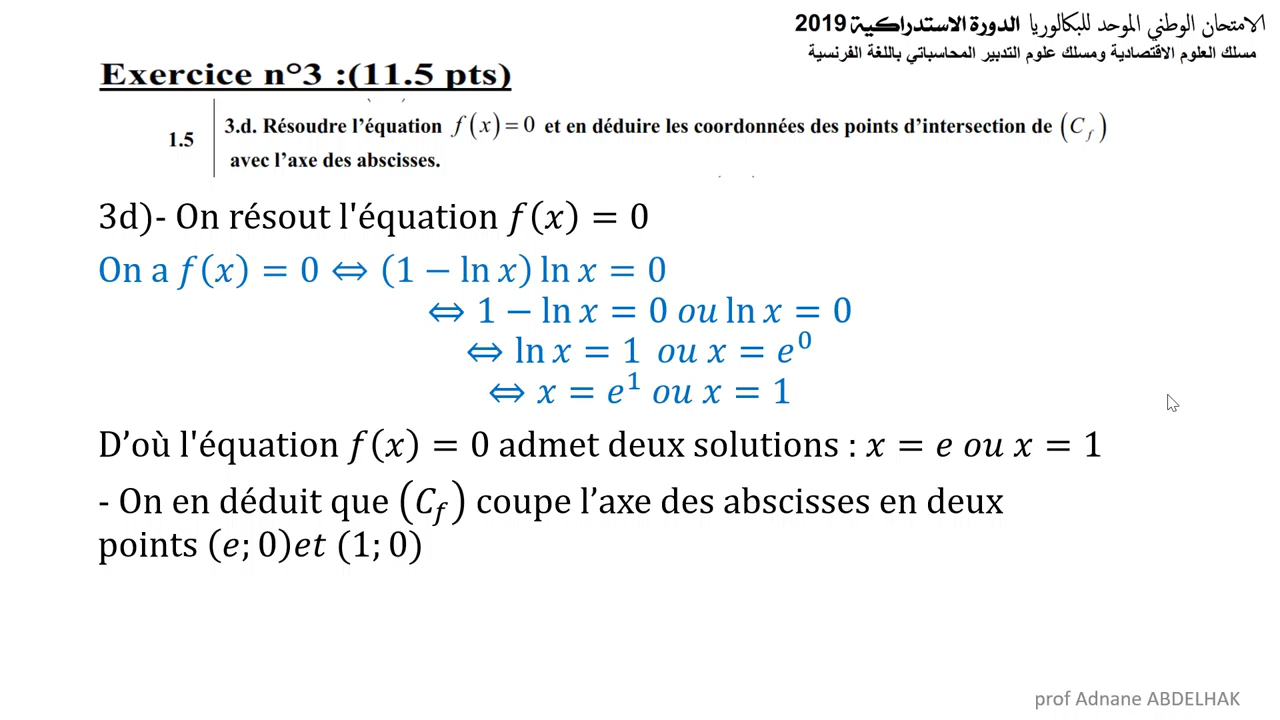 الامتحان الوطني الموحد للبكالوريا الدورة الاستدراكية 2019
مسلك العلوم الاقتصادية ومسلك علوم التدبير المحاسباتي باللغة الفرنسية
Exercice n°3 :(11.5 pts)
1.5 3.d. Résoudre l'équation f(x)=0 et en déduire les coordonnées des points d'intersection de (C_f)
avec l'axe des abscisses.
3d)- On résout l'équation f(x) = 0
On a f(x) = 0 ⇔ (1 − ln x) ln x = 0
⇔ 1 − ln x = 0 ou ln x = 0
⇔ ln x = 1 ou x = e⁰
⇔ x = e¹ ou x = 1
D'où l'équation f(x) = 0 admet deux solutions : x = e ou x = 1
- On en déduit que (C_f) coupe l'axe des abscisses en deux
points (e; 0)et (1; 0)
prof Adnane ABDELHAK